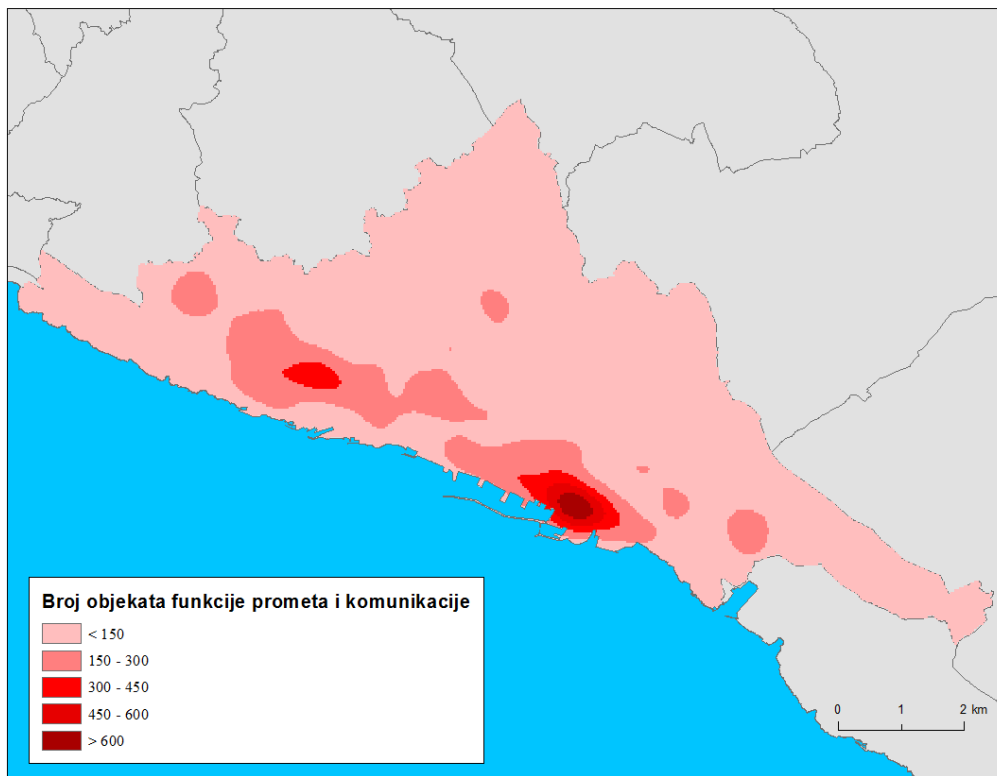 Broj objekata funkcije prometa i komunikacije
< 150
150 - 300
300 - 450
450 - 600
> 600
0 1 2 km